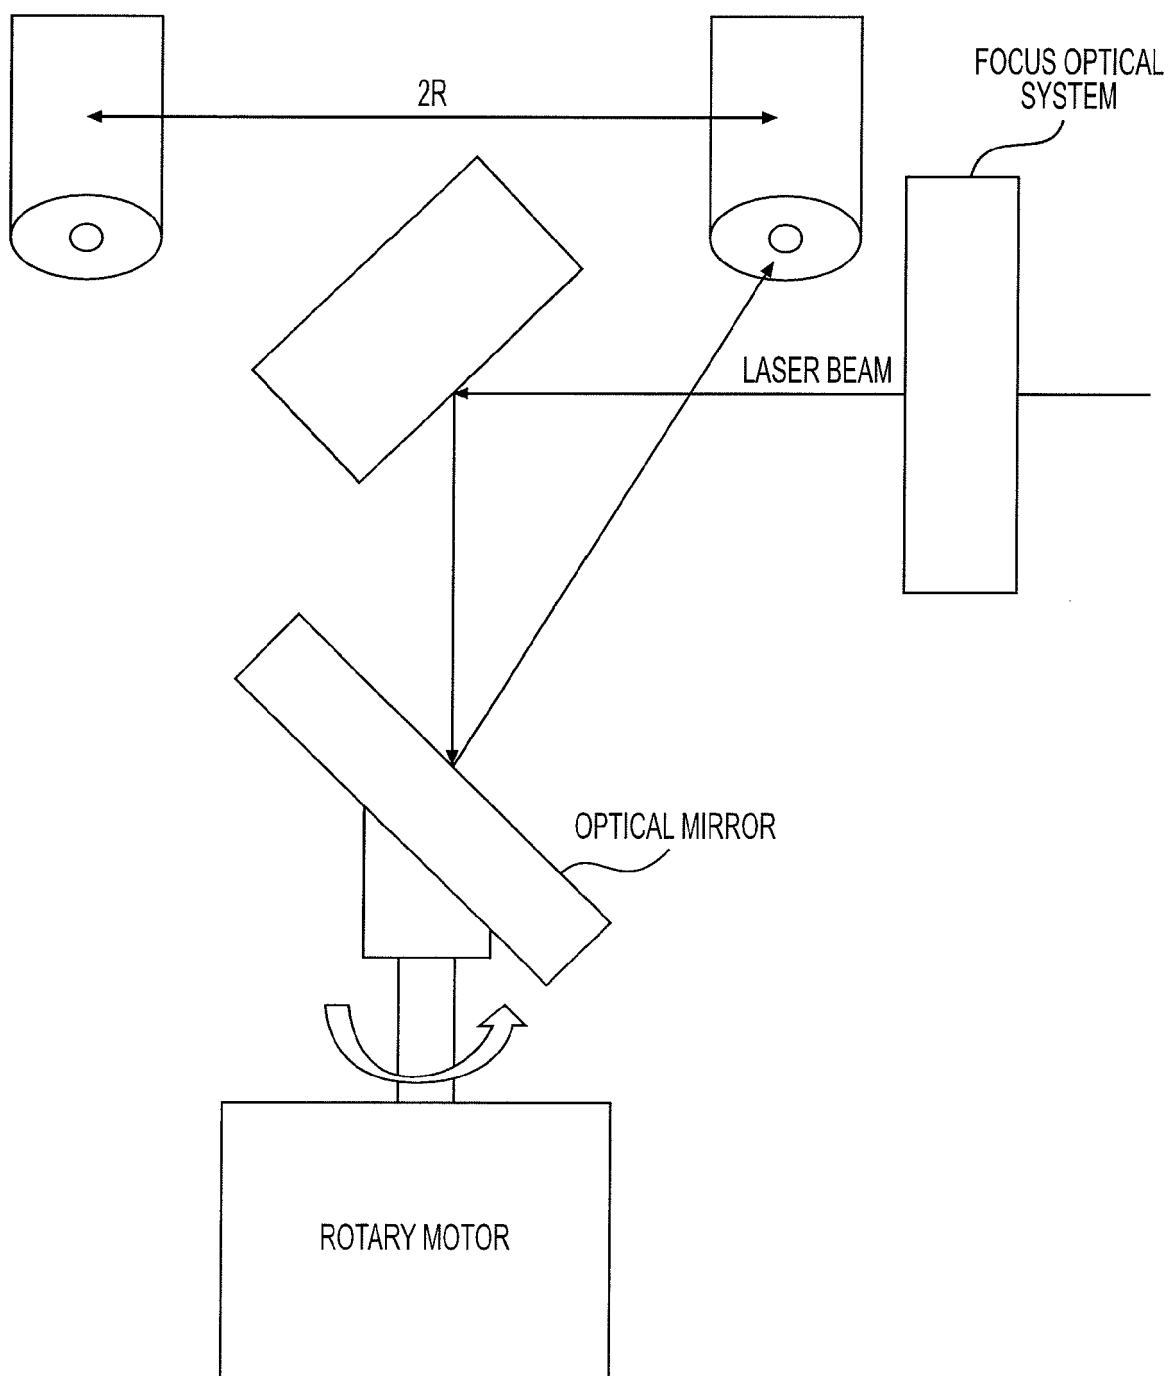 2R
FOCUS OPTICAL
SYSTEM
LASER BEAM
OPTICAL MIRROR
ROTARY MOTOR